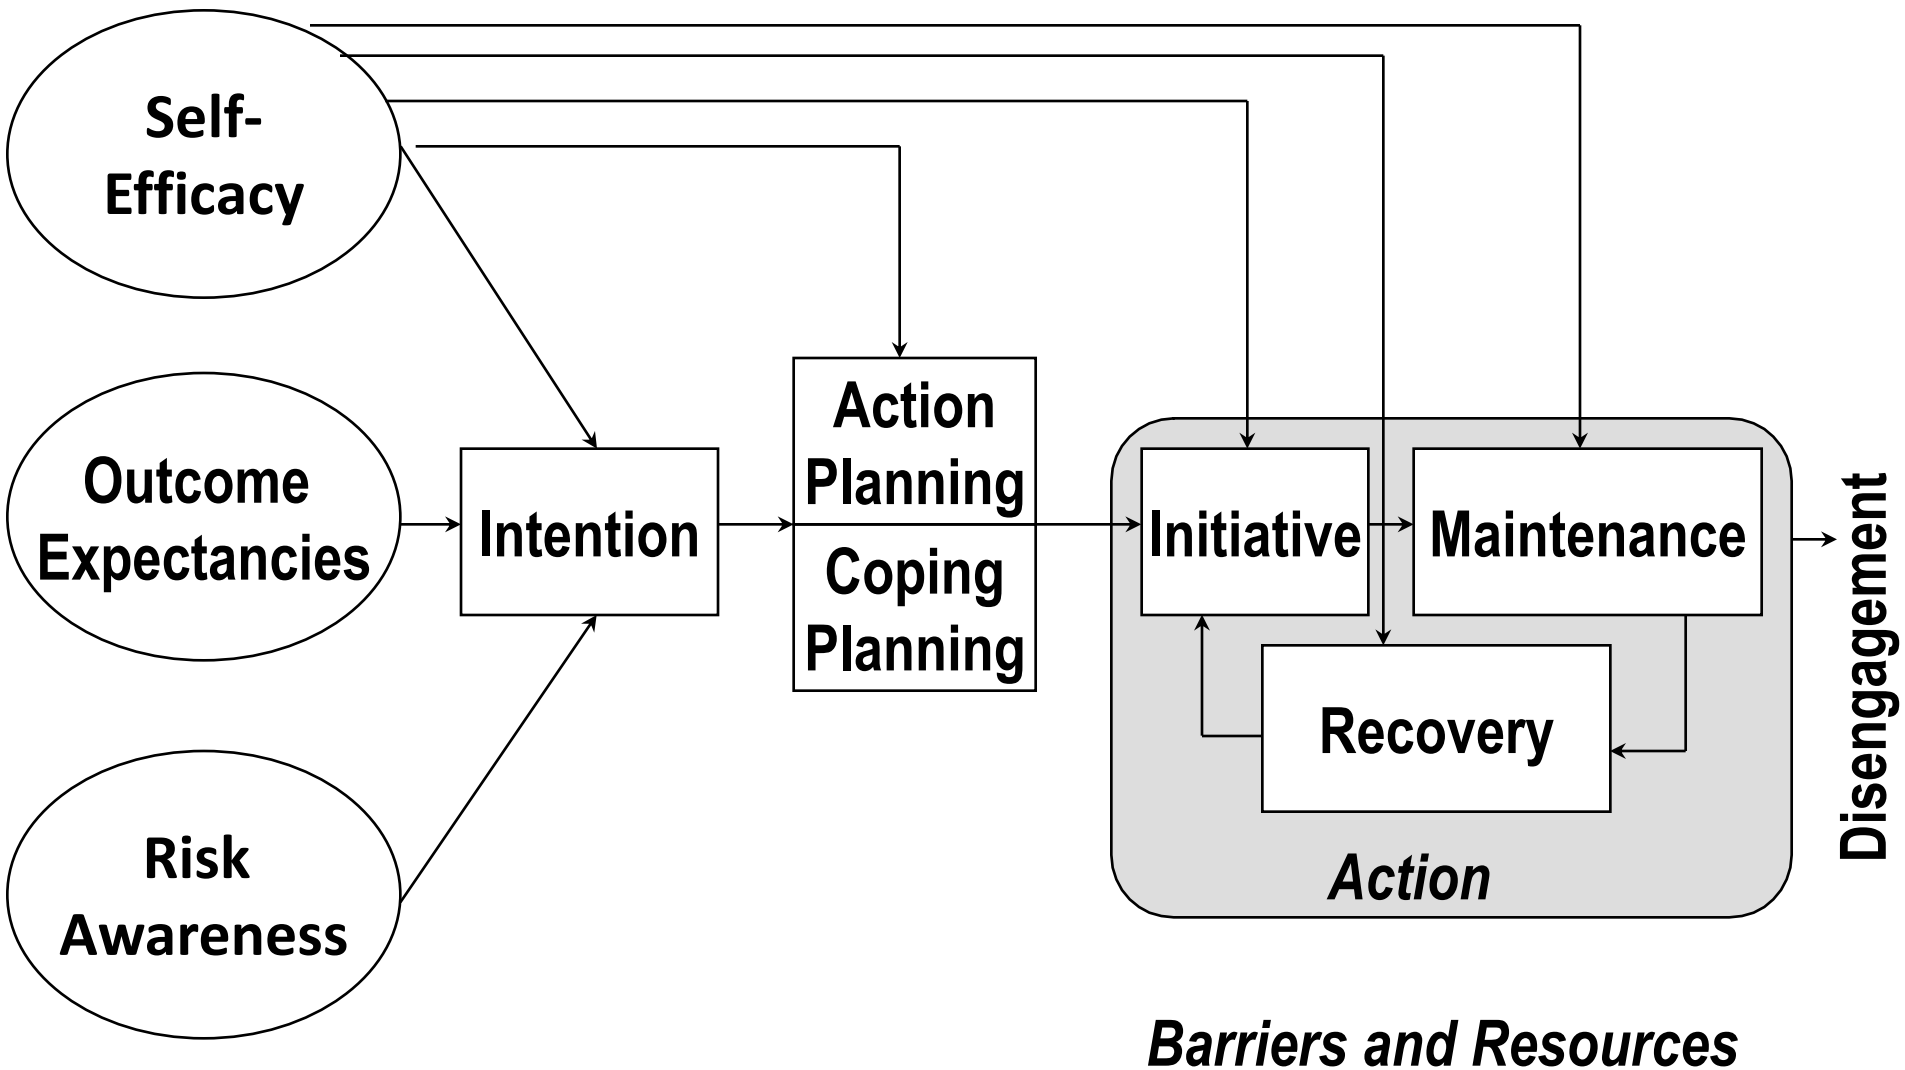 Self-
Efficacy
Outcome
Expectancies
Risk
Awareness
Intention
Action
Planning
Coping
Planning
Initiative
Maintenance
Recovery
Action
Disengagement
Barriers and Resources